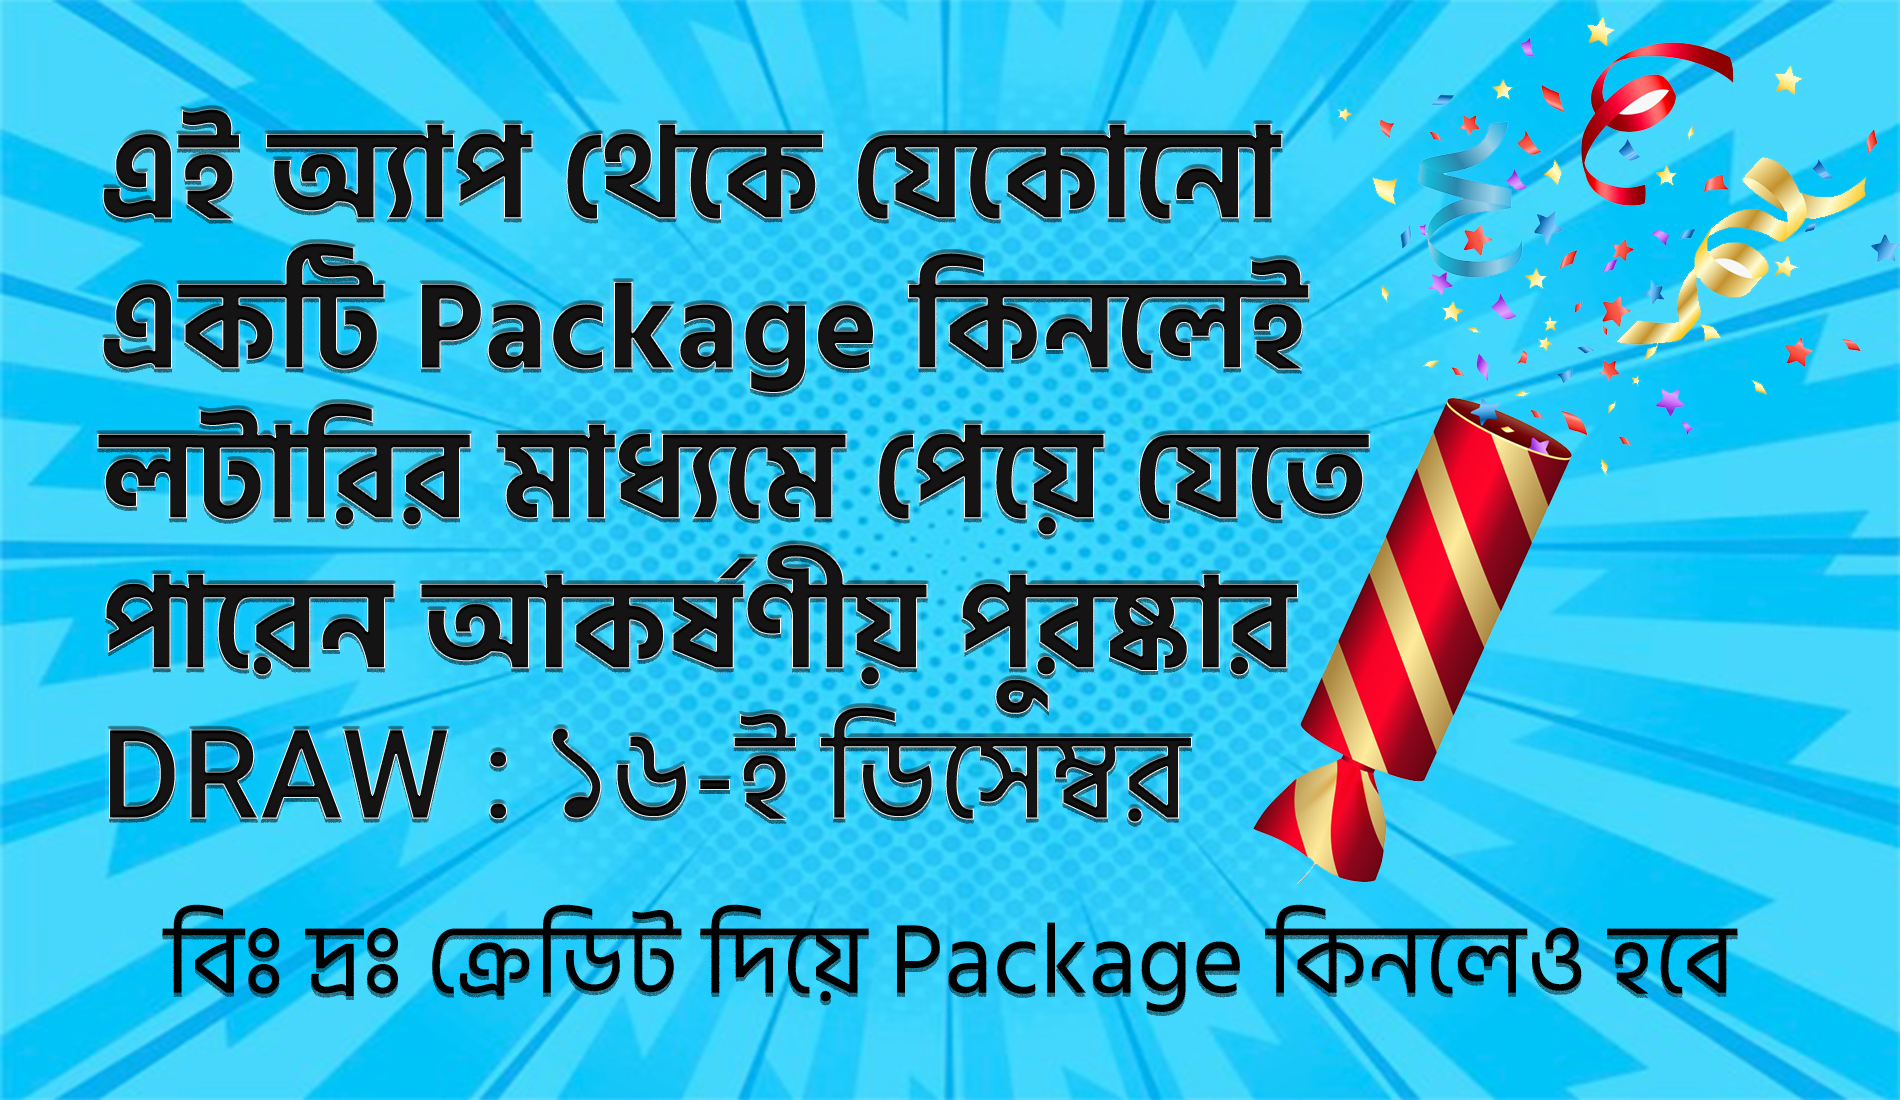 এই অ্যাপ থেকে যেকোনো
একটি Package কিনলেই
লটারির মাধ্যমে পেয়ে যেতে
পারেন আকর্ষণীয় পুরষ্কার
DRAW : ১৬-ই ডিসেম্বর
বিঃ দ্রঃ ক্রেডিট দিয়ে Package কিনলেও হবে